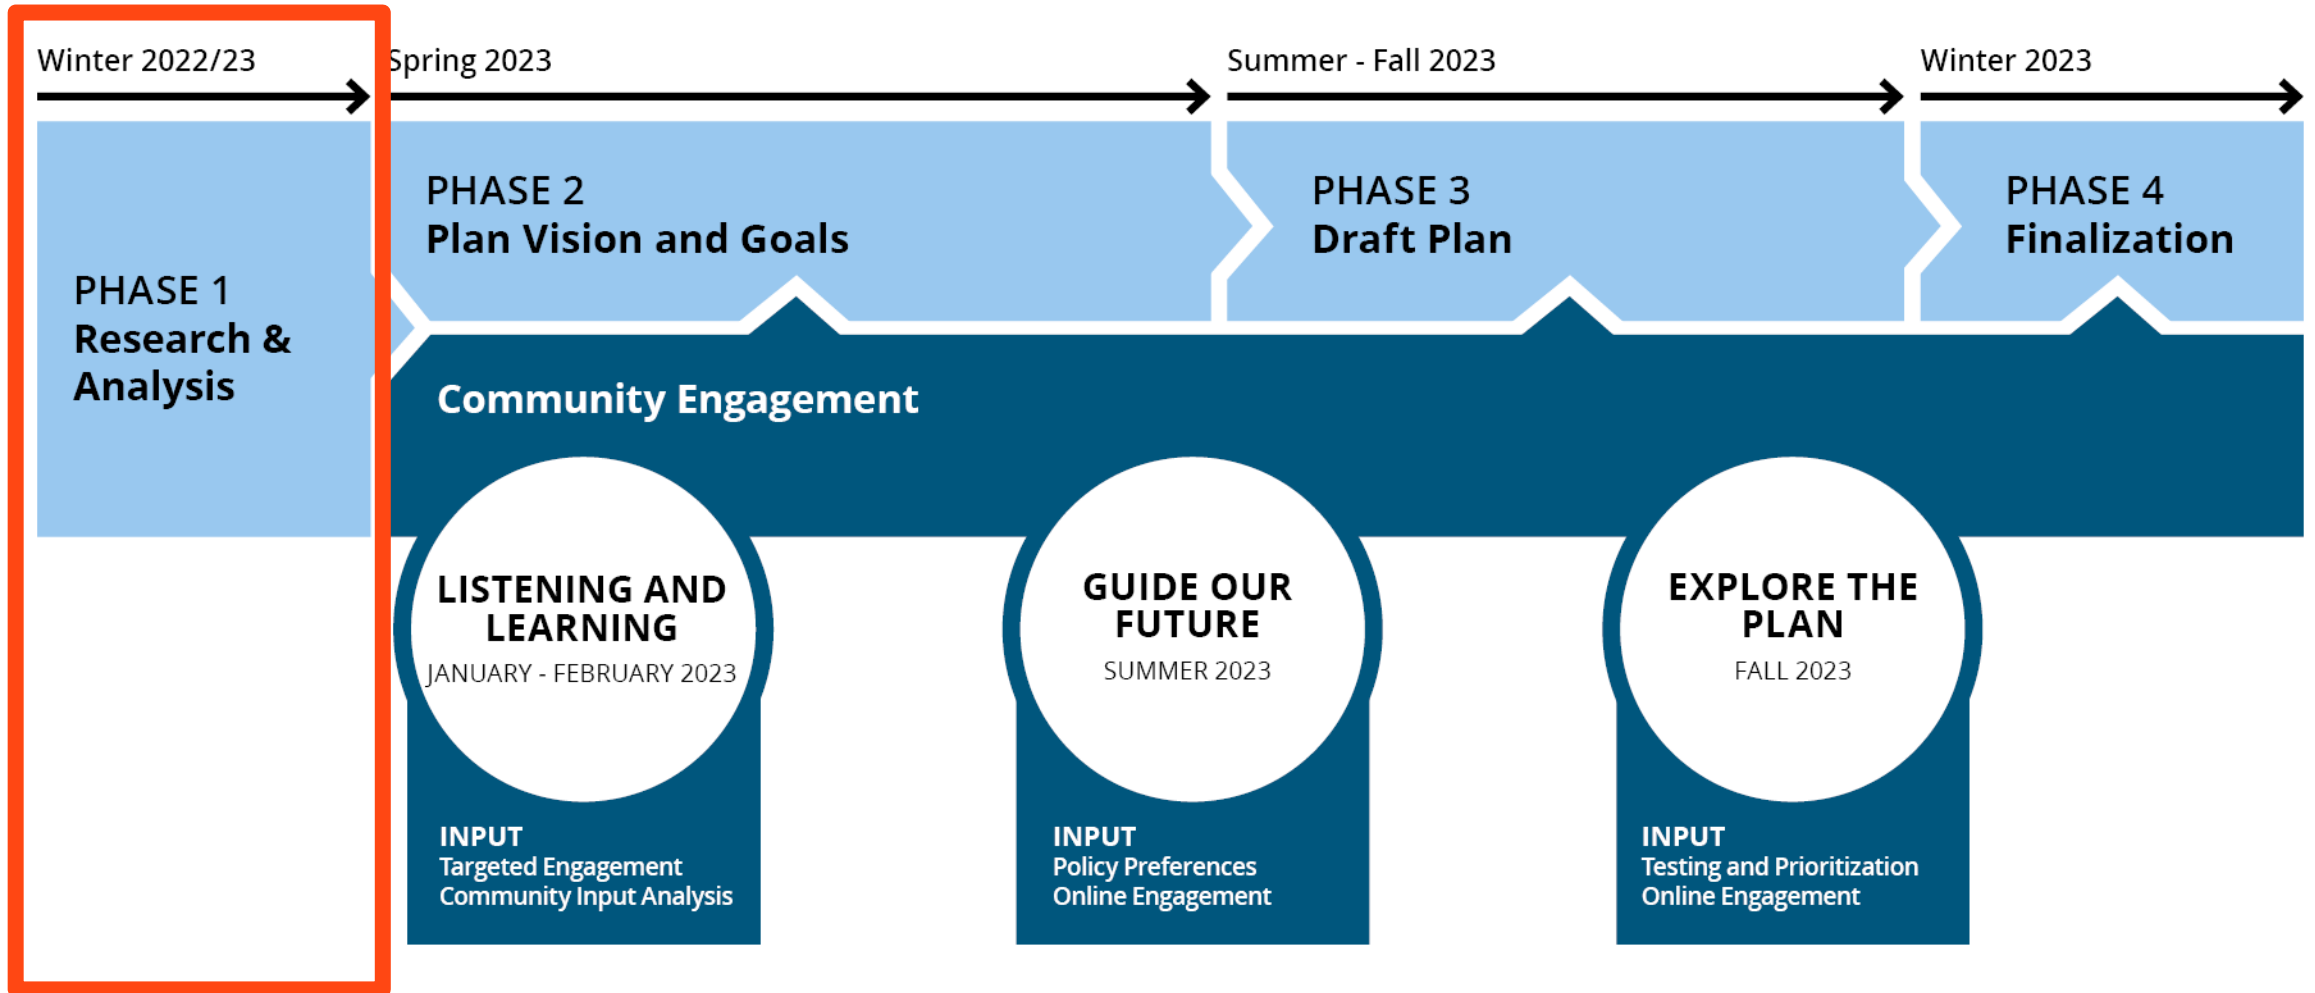 Winter 2022/23
Spring 2023
Summer - Fall 2023
Winter 2023
PHASE 1
Research &
Analysis
PHASE 2
Plan Vision and Goals
PHASE 3
Draft Plan
PHASE 4
Finalization
Community Engagement
LISTENING AND
LEARNING
JANUARY - FEBRUARY 2023
INPUT
Targeted Engagement
Community Input Analysis
GUIDE OUR
FUTURE
SUMMER 2023
INPUT
Policy Preferences
Online Engagement
EXPLORE THE
PLAN
FALL 2023
INPUT
Testing and Prioritization
Online Engagement